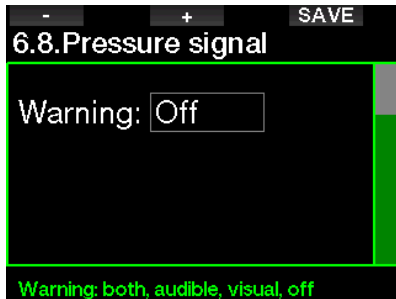 - + SAVE
6.8.Pressure signal
Warning: Off
Warning: both, audible, visual, off